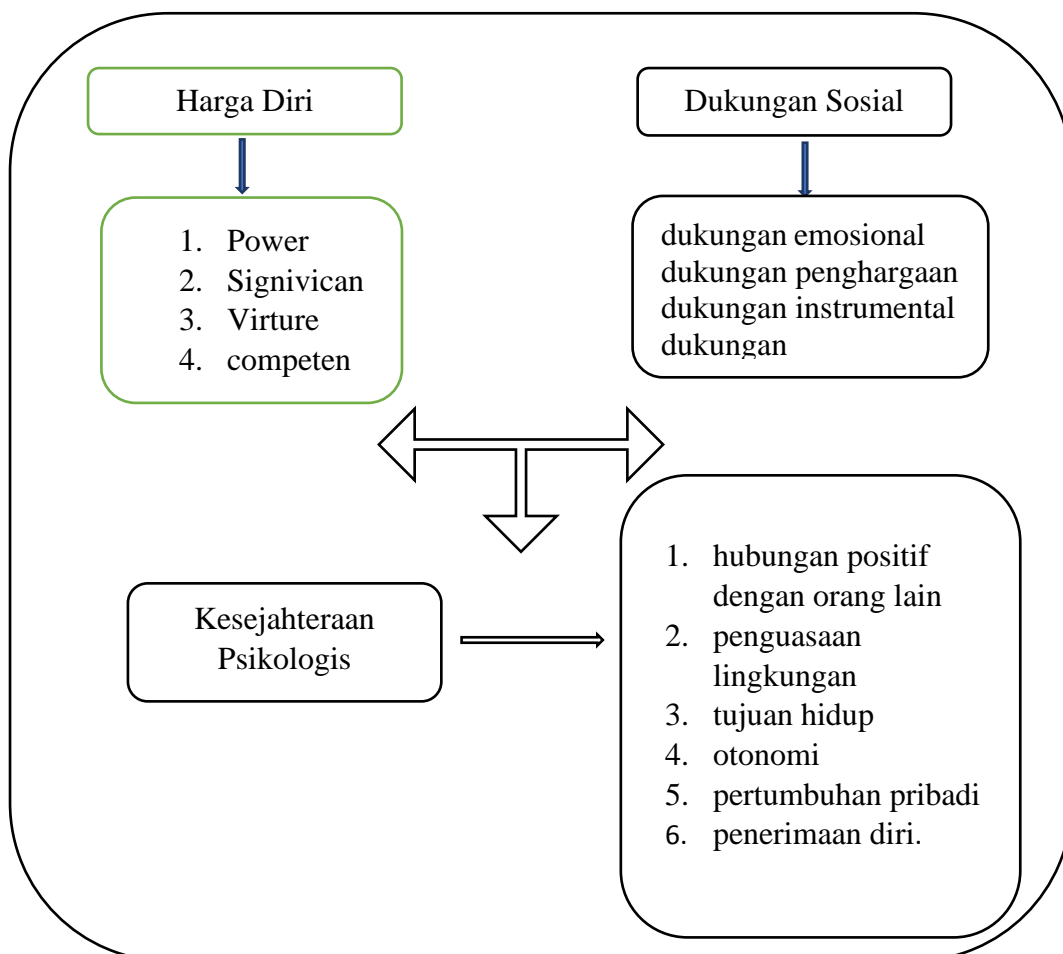 Harga Diri
Dukungan Sosial
1. Power
2. Signivican
3. Virture
4. competen
dukungan emosional
dukungan penghargaan
dukungan instrumental
dukungan
Kesejahteraan
Psikologis
1. hubungan positif
dengan orang lain
2. penguasaan
lingkungan
3. tujuan hidup
4. otonomi
5. pertumbuhan pribadi
6. penerimaan diri.